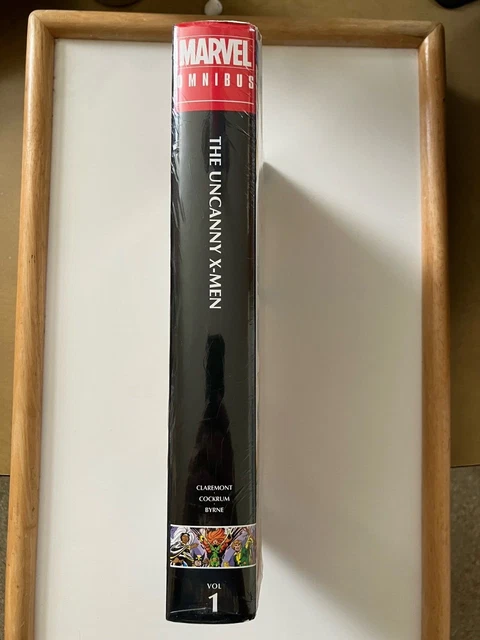 MARVEL
OMNIBUS
THE UNCANNY X-MEN
CLAREMONT
COCKRUM
BYRNE
VOL
1